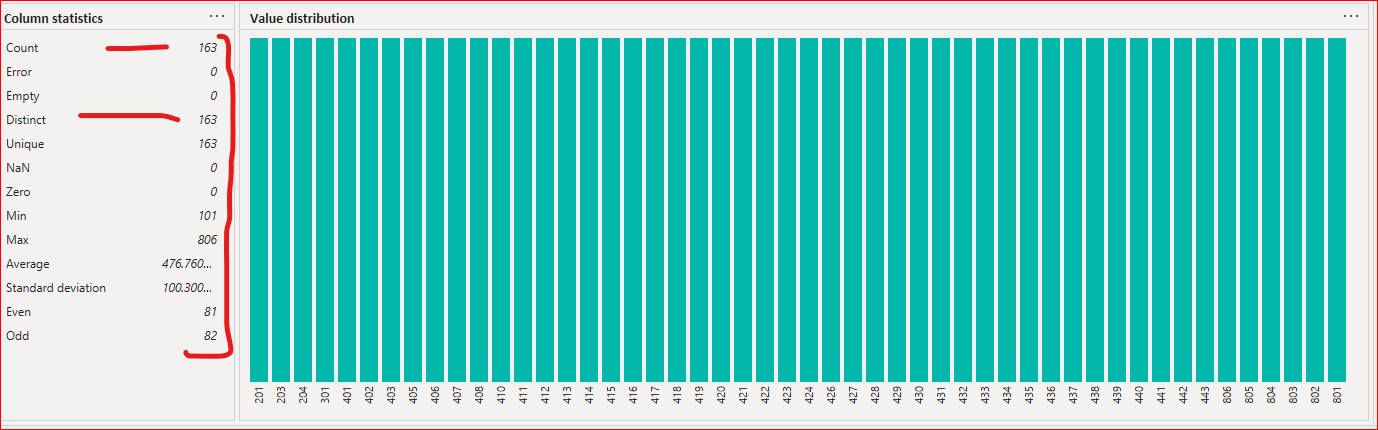 Column statistics ...
Count 163
Error 0
Empty 0
Distinct 163
Unique 163
NaN 0
Zero 0
Min 101
Max 806
Average 476.760...
Standard deviation 100.300...
Even 81
Odd 82
Value distribution ...
201 203 204 301 401 402 403 405 406 407 408 410 411 412 413 414 415 416 417 418 419 420 421 422 423 424 426 427 428 429 430 431 432 433 434 435 436 437 438 439 440 441 442 443 806 805 804 803 802 801